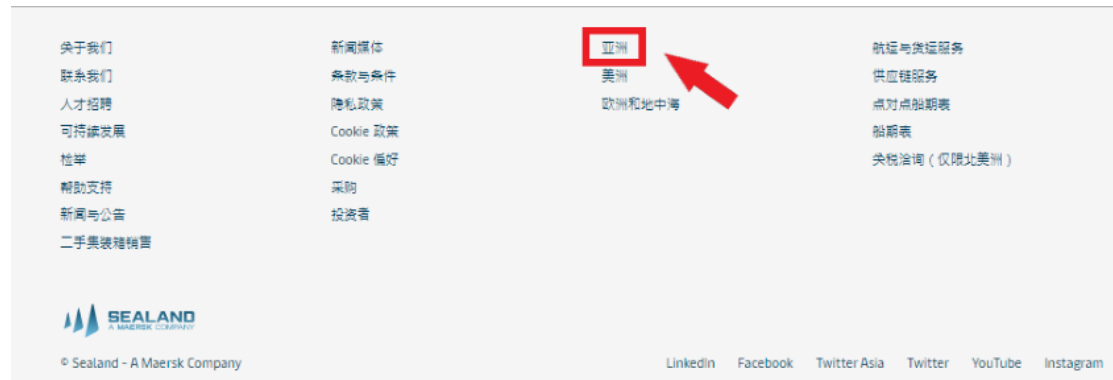 关于我们
联系我们
人才招聘
可持续发展
检举
帮助支持
新闻与公告
二手集装箱销售
新闻媒体
条款与条件
隐私政策
Cookie 政策
Cookie 偏好
采购
投资者
亚洲
美洲
欧洲和地中海
航运与货运服务
供应链服务
点对点船期表
船期表
关税洽询（仅限北美洲）
SEALAND
A MAERSK COMPANY
© Sealand - A Maersk Company
LinkedIn Facebook Twitter Asia Twitter YouTube Instagram